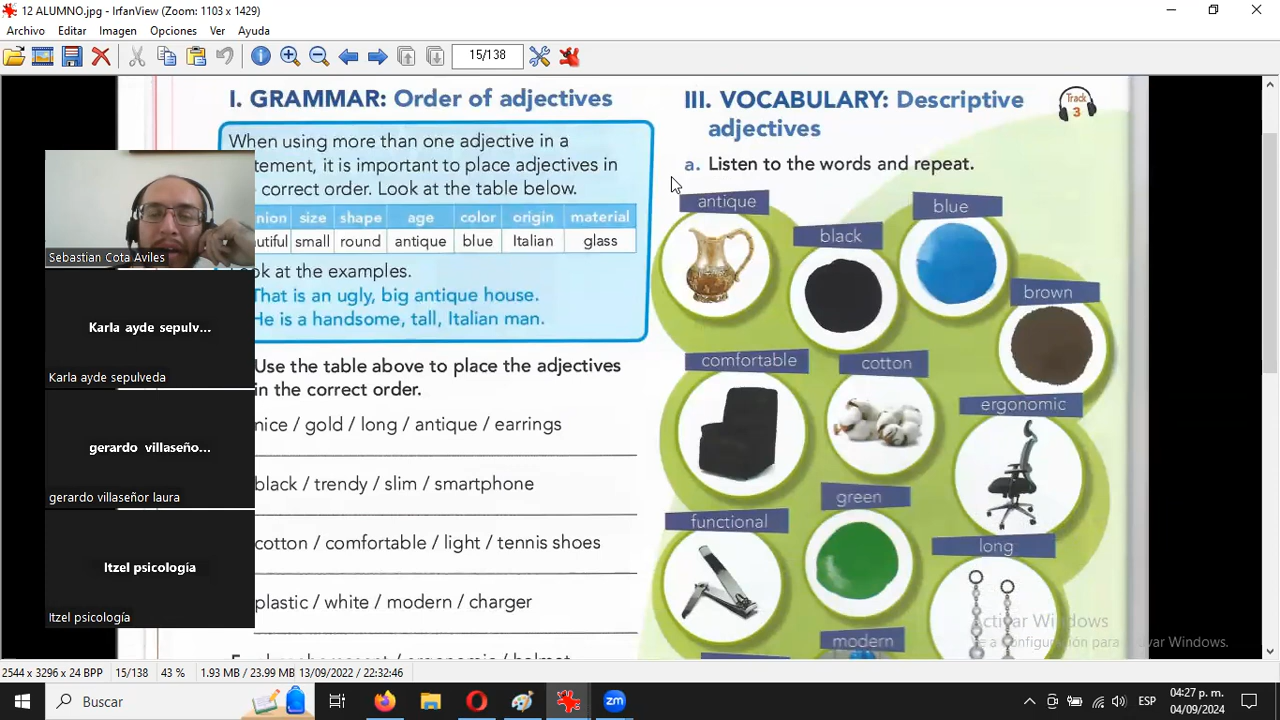 12 ALUMNO.jpg - IrfanView (Zoom: 1103 x 1429)
Archivo Editar Imagen Opciones Ver Ayuda
15/138
I. GRAMMAR: Order of adjectives
When using more than one adjective in a
tement, it is important to place adjectives in
correct order. Look at the table below.
nion size shape age color origin material
utiful small round antique blue Italian glass
ok at the examples.
That is an ugly, big antique house.
He is a handsome, tall, Italian man.
Use the table above to place the adjectives
in the correct order.
nice / gold / long / antique / earrings
black / trendy / slim / smartphone
cotton / comfortable / light / tennis shoes
plastic / white / modern / charger
III. VOCABULARY: Descriptive
adjectives
Track
3
a. Listen to the words and repeat.
antique
black
blue
brown
comfortable
cotton
ergonomic
functional
green
long
modern
Sebastian Cota Aviles
Karla ayde sepulv...
Karla ayde sepulveda
gerardo villaseño...
gerardo villaseñor laura
Itzel psicología
Itzel psicología
Activar Windows
Ve a Configuración para activar Windows.
2544 x 3296 x 24 BPP 15/138 43 % 1.93 MB / 23.99 MB 13/09/2022 / 22:32:46
Buscar
zm
ESP
04:27 p. m.
04/09/2024